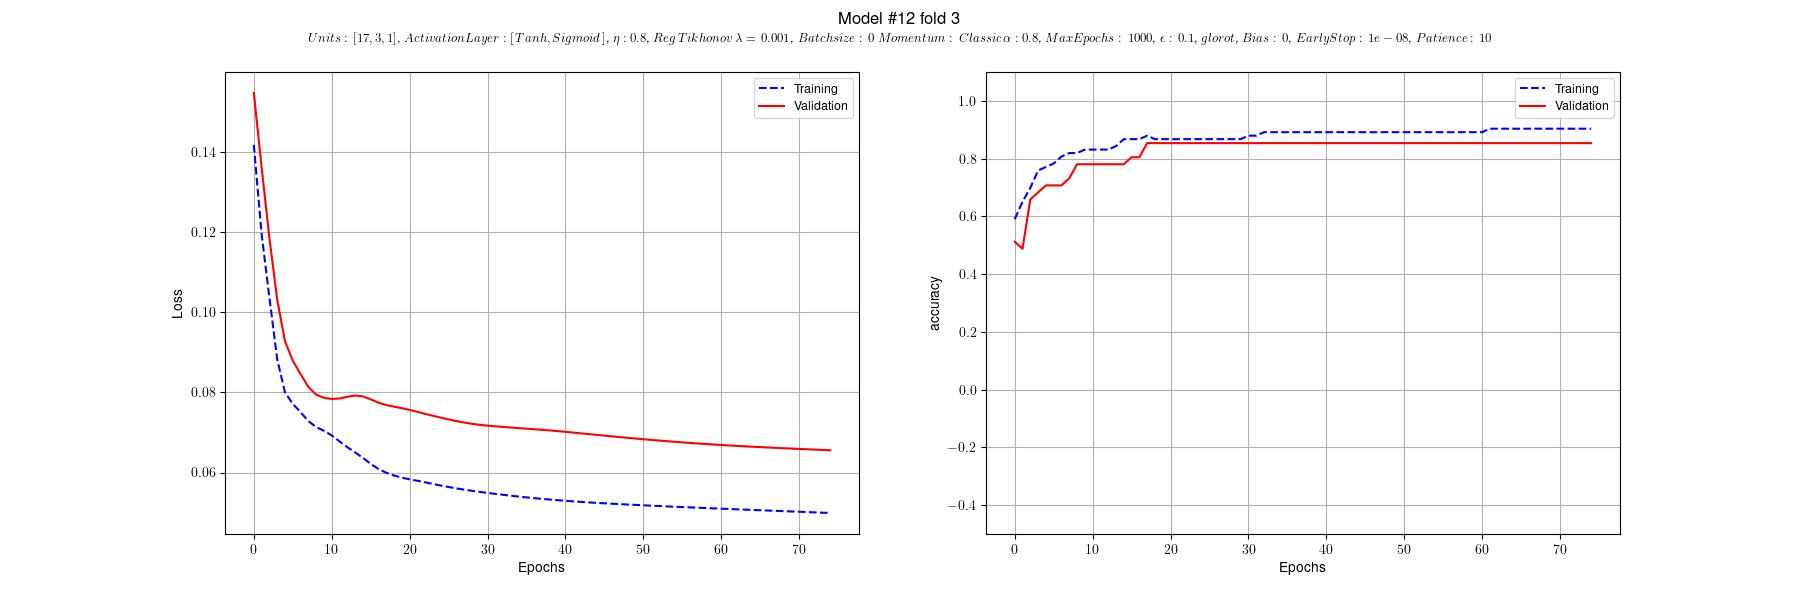 Model #12 fold 3
Units : [17, 3, 1], ActivationLayer : [Tanh, Sigmoid], η : 0.8, Reg Tikhonov λ = 0.001, Batchsize : 0 Momentum : Classic α : 0.8, MaxEpochs : 1000, ϵ : 0.1, glorot, Bias : 0, EarlyStop : 1e − 08, Patience : 10
Training
Validation
0.14
0.12
0.10
0.08
0.06
Loss
0 10 20 30 40 50 60 70
Epochs
Training
Validation
1.0
0.8
0.6
0.4
0.2
0.0
−0.2
−0.4
accuracy
0 10 20 30 40 50 60 70
Epochs